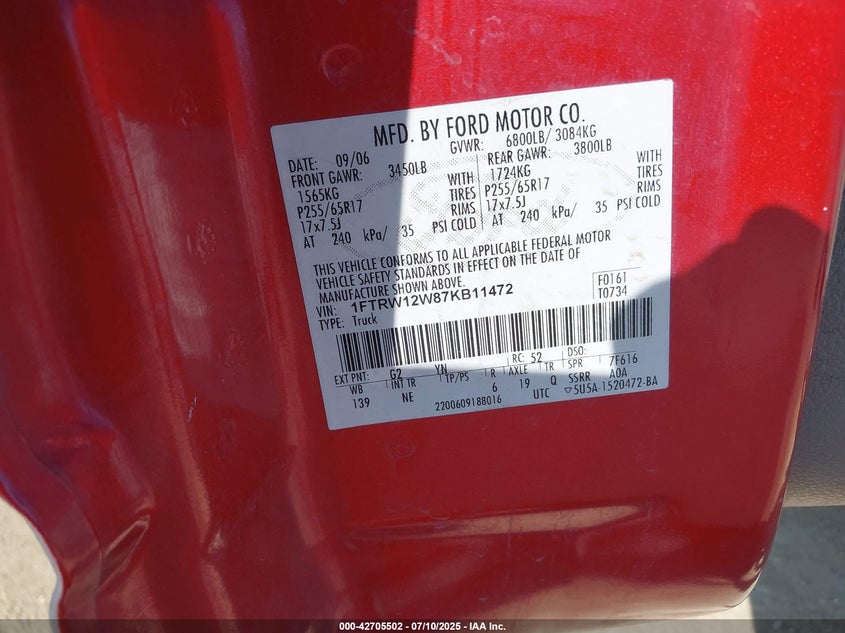 MFD. BY FORD MOTOR CO.
DATE: 09/06 GVWR: 6800LB/ 3084KG
FRONT GAWR: 3450LB REAR GAWR: 3800LB
1565KG WITH 1724KG WITH
P255/65R17 TIRES P255/65R17 TIRES
17x7.5J RIMS 17x7.5J RIMS
AT 240 kPa/ 35 PSI COLD AT 240 kPa/ 35 PSI COLD
THIS VEHICLE CONFORMS TO ALL APPLICABLE FEDERAL MOTOR
VEHICLE SAFETY STANDARDS IN EFFECT ON THE DATE OF
MANUFACTURE SHOWN ABOVE.
VIN: 1FTRW12W87KB11472 F0161
TYPE: Truck T0734
EXT PNT: G2 YN RC: 52 DSO:
WB INT TR TP/PS R AXLE TR SPR 7F616
139 NE 6 19 Q SSRR A0A
2200609188016 UTC ▽5U5A-1520472-BA
000-42705502 - 07/10/2025 - IAA Inc.